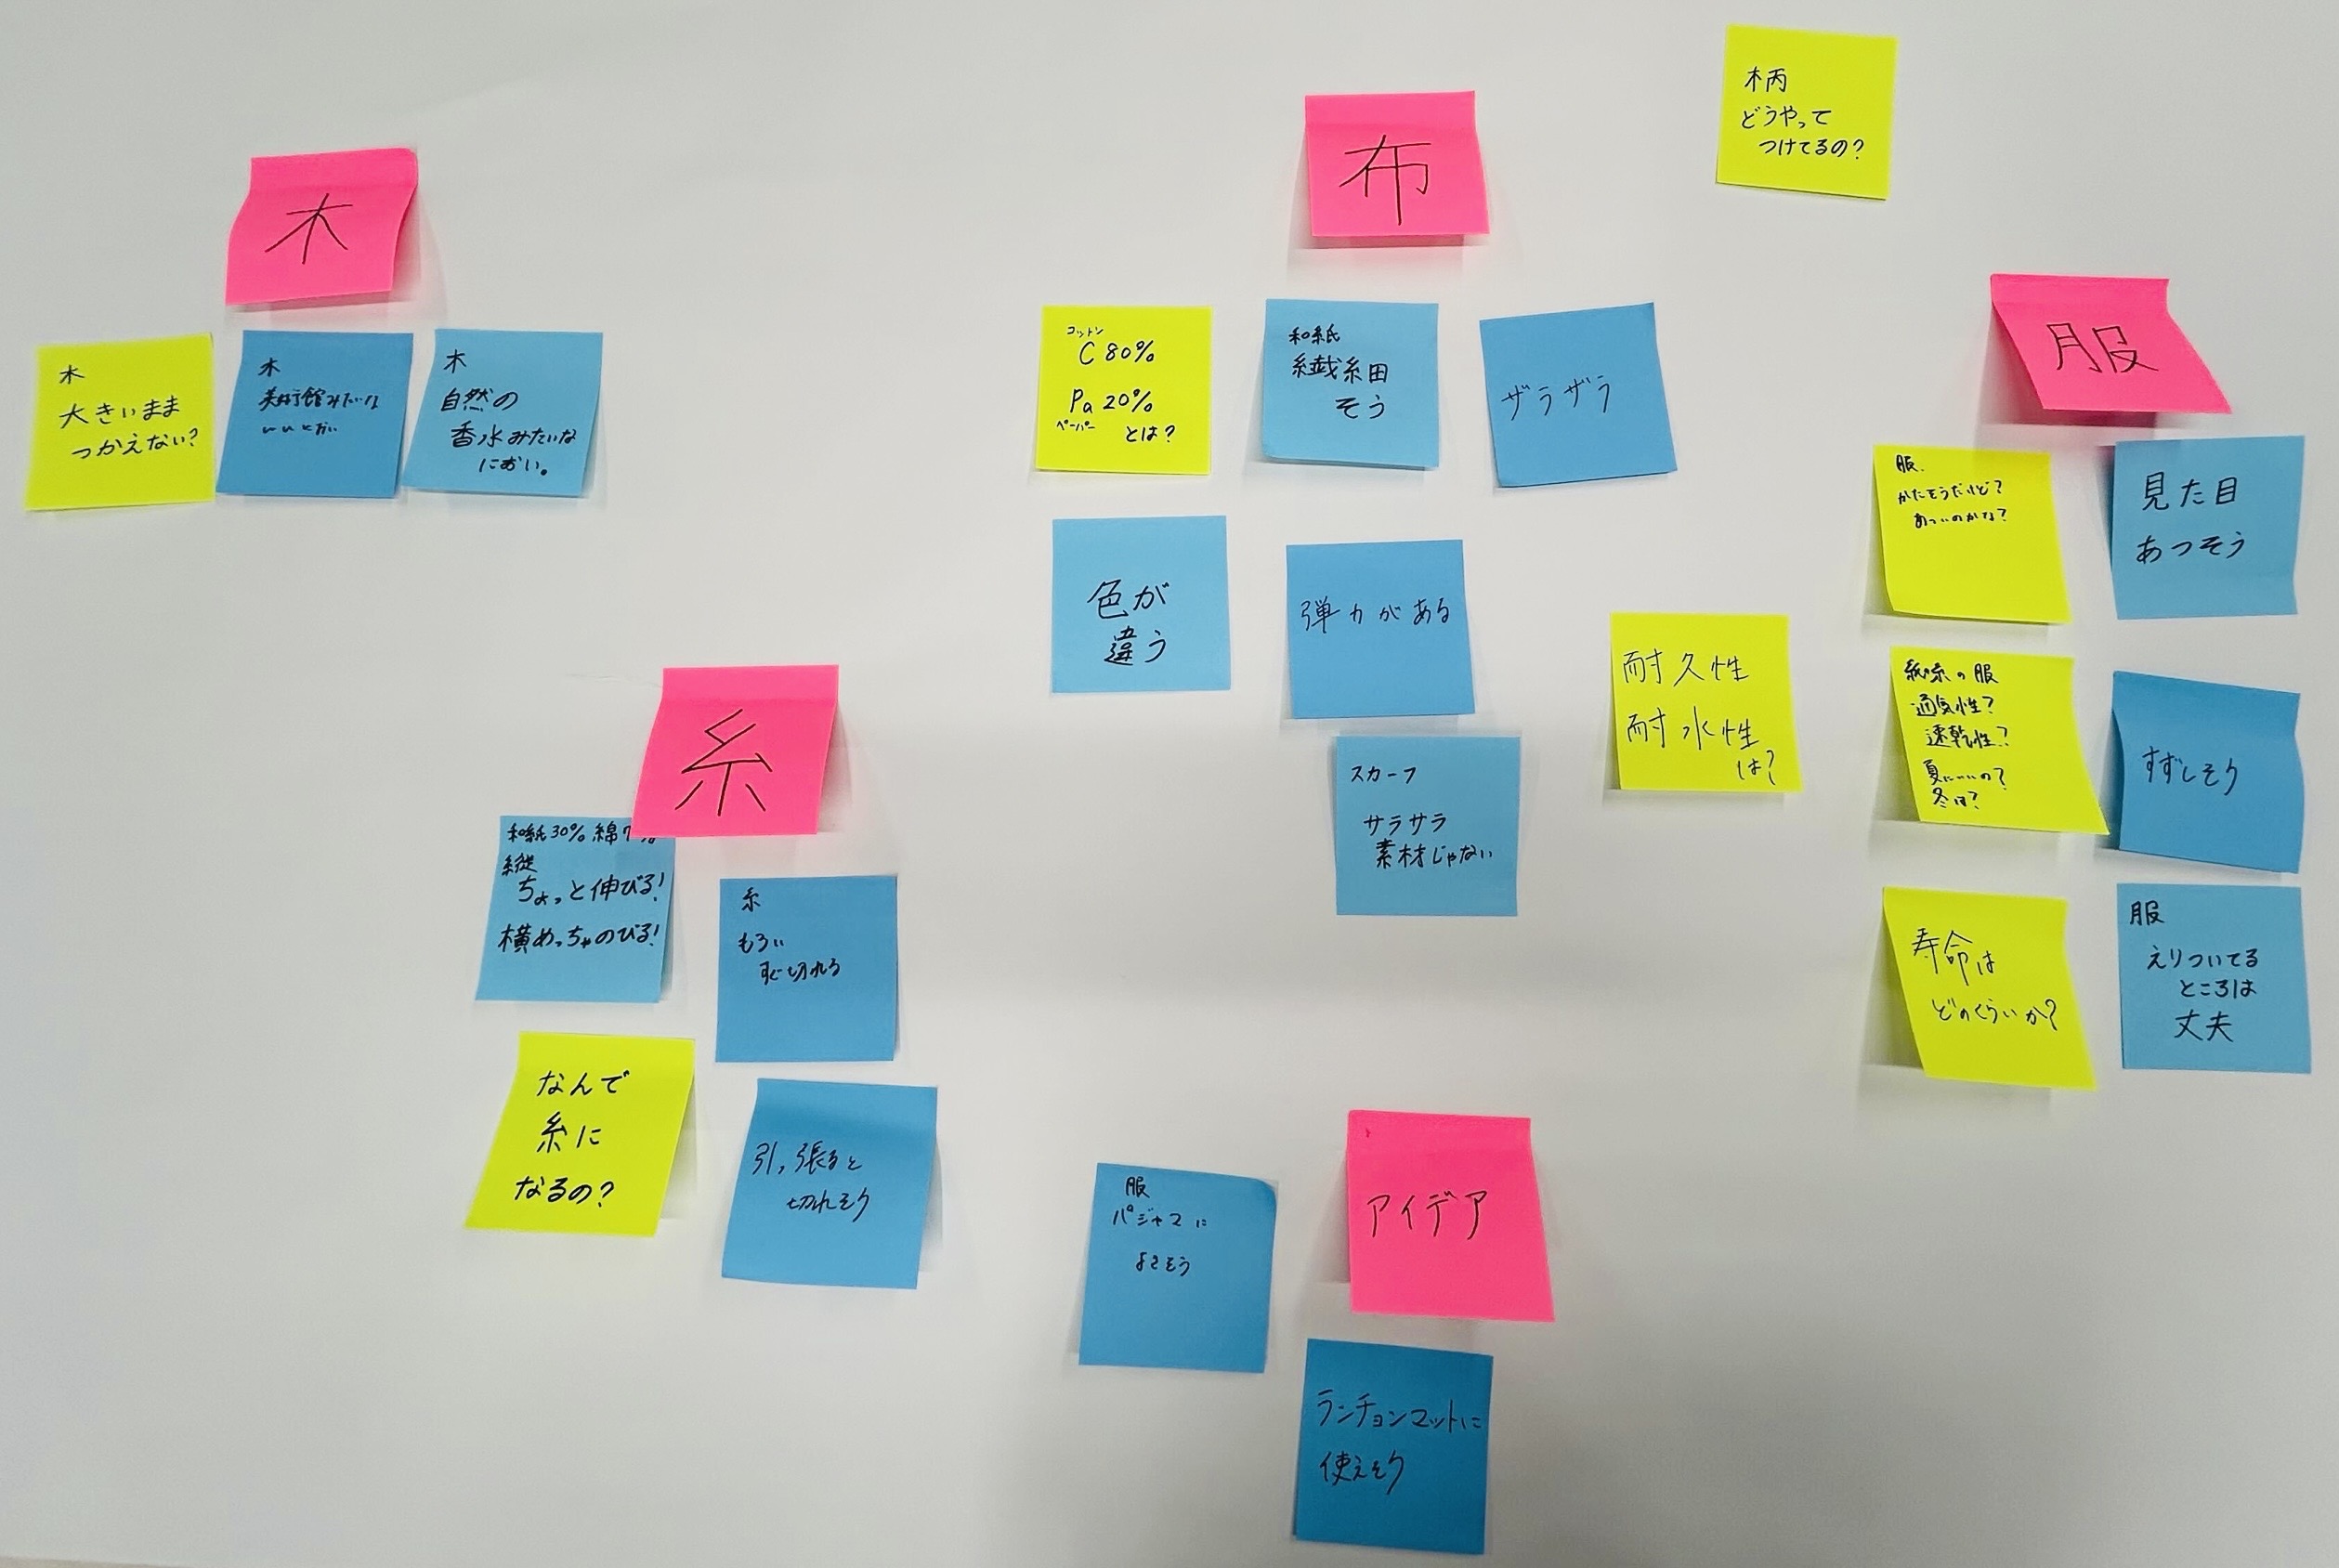 木
木
大きいまま
つかえない?
木
美術館みたいな
いいにおい
木
自然の
香水みたいな
におい。
糸
和紙30% 綿7
縦
ちょっと伸びる!
横めっちゃのびる!
糸
もろい
すぐ切れる
なんで
糸に
なるの?
引っ張ると
切れそう
布
コットン
C 80%
Pa 20%
ペーパー とは?
和紙
繊細
そう
ザラザラ
色が
違う
弾力がある
スカーフ
サラサラ
素材じゃない
柄
どうやって
つけてるの?
耐久性
耐水性
は?
服
服、
かたそうだけど?
あついのかな?
見た目
あつそう
紙糸の服
通気性?
速乾性?
夏にいいの?
冬は?
すずしそう
寿命は
どのくらいか?
服
えりついてる
ところは
丈夫
アイデア
服
パジャマに
よさそう
ランチョンマットに
使えそう